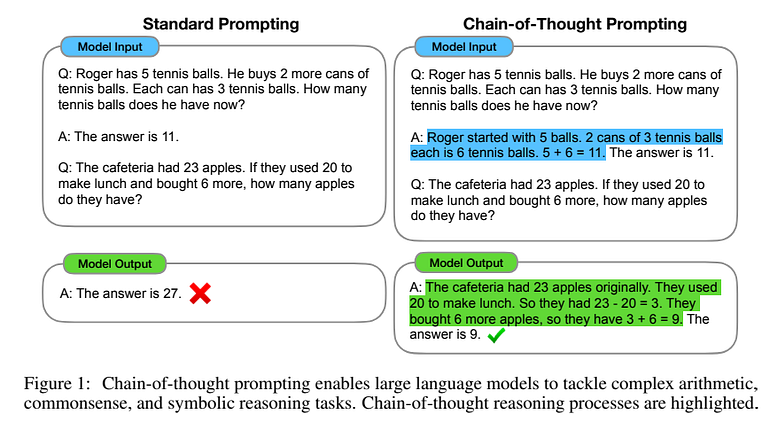 Standard Prompting
Model Input
Q: Roger has 5 tennis balls. He buys 2 more cans of
tennis balls. Each can has 3 tennis balls. How many
tennis balls does he have now?
A: The answer is 11.
Q: The cafeteria had 23 apples. If they used 20 to
make lunch and bought 6 more, how many apples
do they have?
Model Output
A: The answer is 27.
Chain-of-Thought Prompting
Model Input
Q: Roger has 5 tennis balls. He buys 2 more cans of
tennis balls. Each can has 3 tennis balls. How many
tennis balls does he have now?
A: Roger started with 5 balls. 2 cans of 3 tennis balls
each is 6 tennis balls. 5 + 6 = 11. The answer is 11.
Q: The cafeteria had 23 apples. If they used 20 to
make lunch and bought 6 more, how many apples
do they have?
Model Output
A: The cafeteria had 23 apples originally. They used
20 to make lunch. So they had 23 - 20 = 3. They
bought 6 more apples, so they have 3 + 6 = 9. The
answer is 9.
Figure 1: Chain-of-thought prompting enables large language models to tackle complex arithmetic,
commonsense, and symbolic reasoning tasks. Chain-of-thought reasoning processes are highlighted.